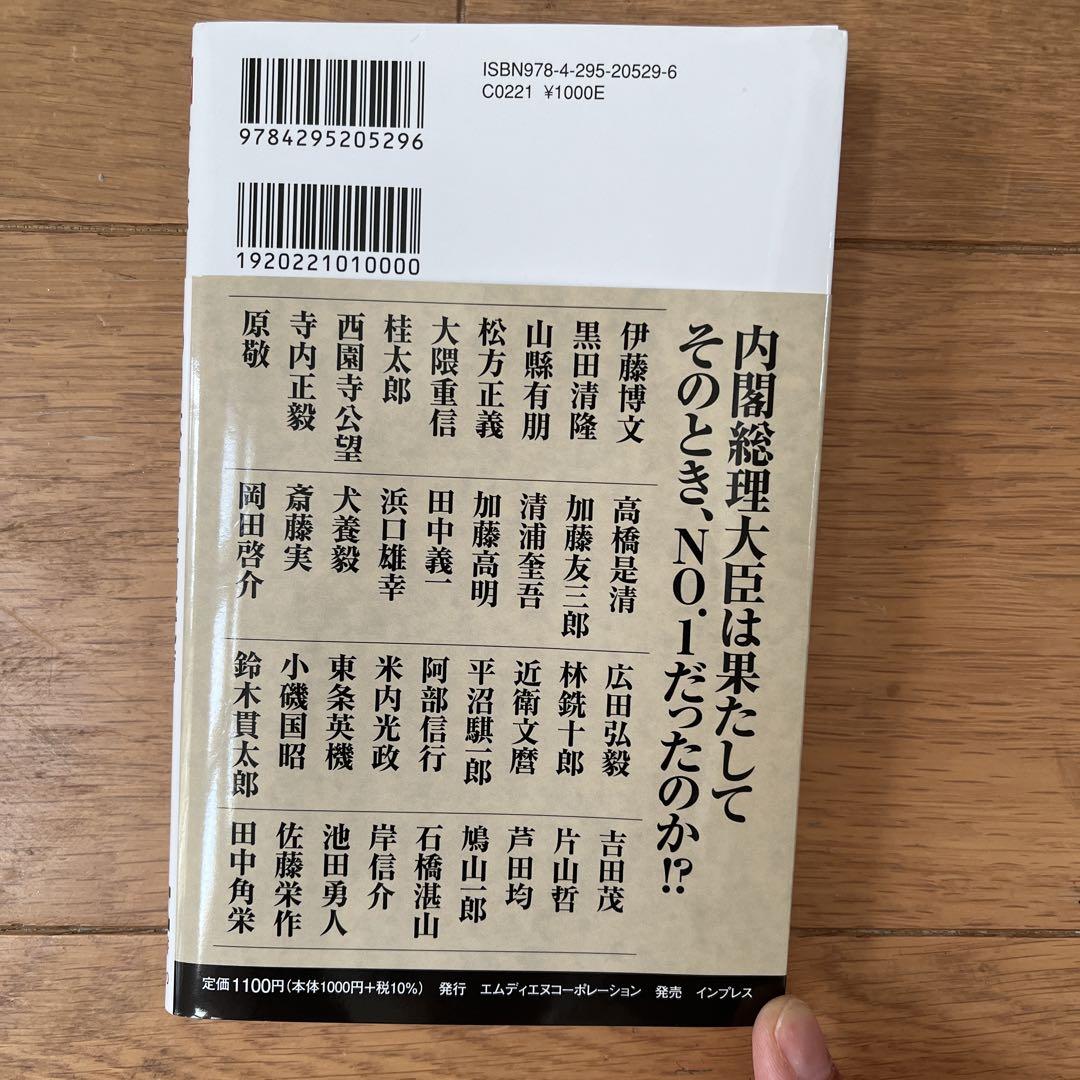 ISBN978-4-295-20529-6
C0221 ¥1000E
9784295205296
1920221010000
内閣総理大臣は果たして
そのとき、NO.1だったのか!?
伊藤博文
黒田清隆
山縣有朋
松方正義
大隈重信
桂太郎
西園寺公望
寺内正毅
原敬
高橋是清
加藤友三郎
清浦奎吾
加藤高明
田中義一
浜口雄幸
犬養毅
斎藤実
岡田啓介
広田弘毅
林銑十郎
近衛文麿
平沼騏一郎
阿部信行
米内光政
東条英機
小磯国昭
鈴木貫太郎
吉田茂
片山哲
芦田均
鳩山一郎
石橋湛山
岸信介
池田勇人
佐藤栄作
田中角栄
定価1100円(本体1000円+税10%) 発行 エムディエヌコーポレーション 発売 インプレス